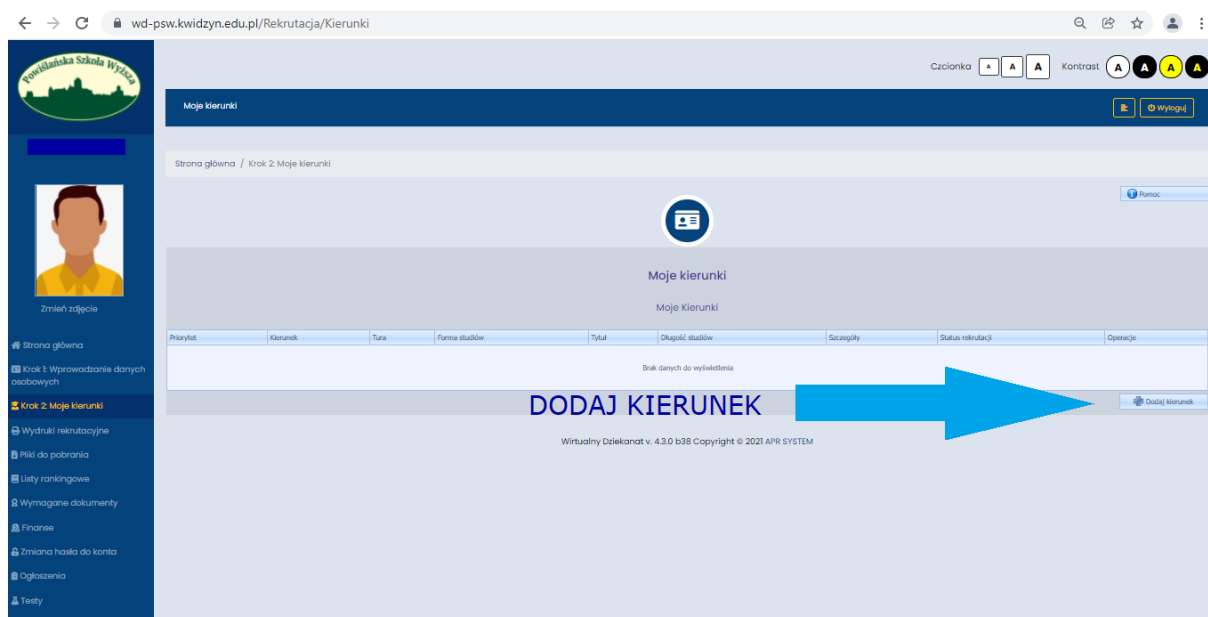 wd-psw.kwidzyn.edu.pl/Rekrutacja/Kierunki
Powiślańska Szkoła Wyższa
Czcionka A A A Kontrast A A A A
Moje kierunki
Wyloguj
Strona główna / Krok 2: Moje kierunki
Pomoc
Moje kierunki
Moje Kierunki
Zmień zdjęcie
Priorytet Kierunek Tura Forma studiów Tytuł Długość studiów Szczegóły Status rekrutacji Operacje
Brak danych do wyświetlenia
DODAJ KIERUNEK
Dodaj kierunek
Wirtualny Dziekanat v. 4.3.0 b38 Copyright © 2021 APR SYSTEM
Strona główna
Krok 1: Wprowadzanie danych
osobowych
Krok 2: Moje kierunki
Wydruki rekrutacyjne
Pliki do pobrania
Listy rankingowe
Wymagane dokumenty
Finanse
Zmiana hasła do konta
Ogłoszenia
Testy